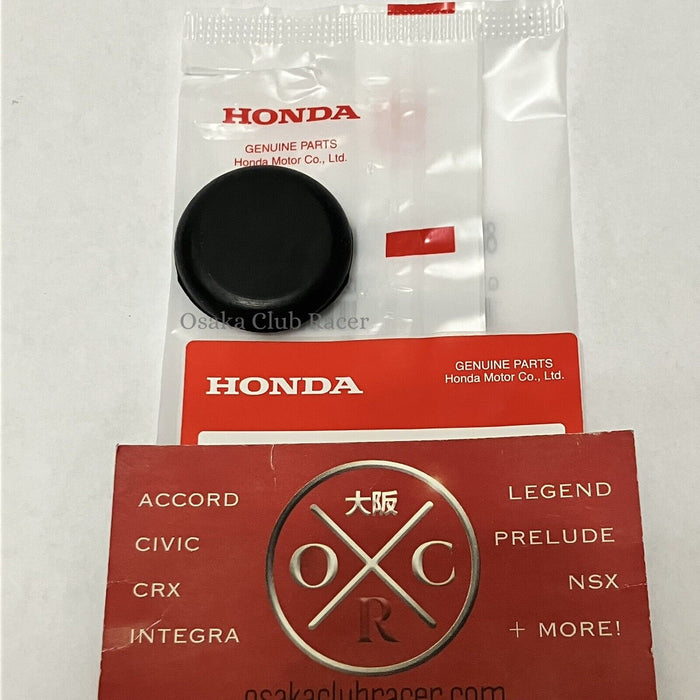 HONDA
GENUINE PARTS
Honda Motor Co., Ltd.
8
Osaka Club Racer
HONDA
GENUINE PARTS
Honda Motor Co., Ltd.
ACCORD
CIVIC
CRX
INTEGRA
大阪
O C
R
LEGEND
PRELUDE
NSX
+ MORE!
osakaclubracer.com